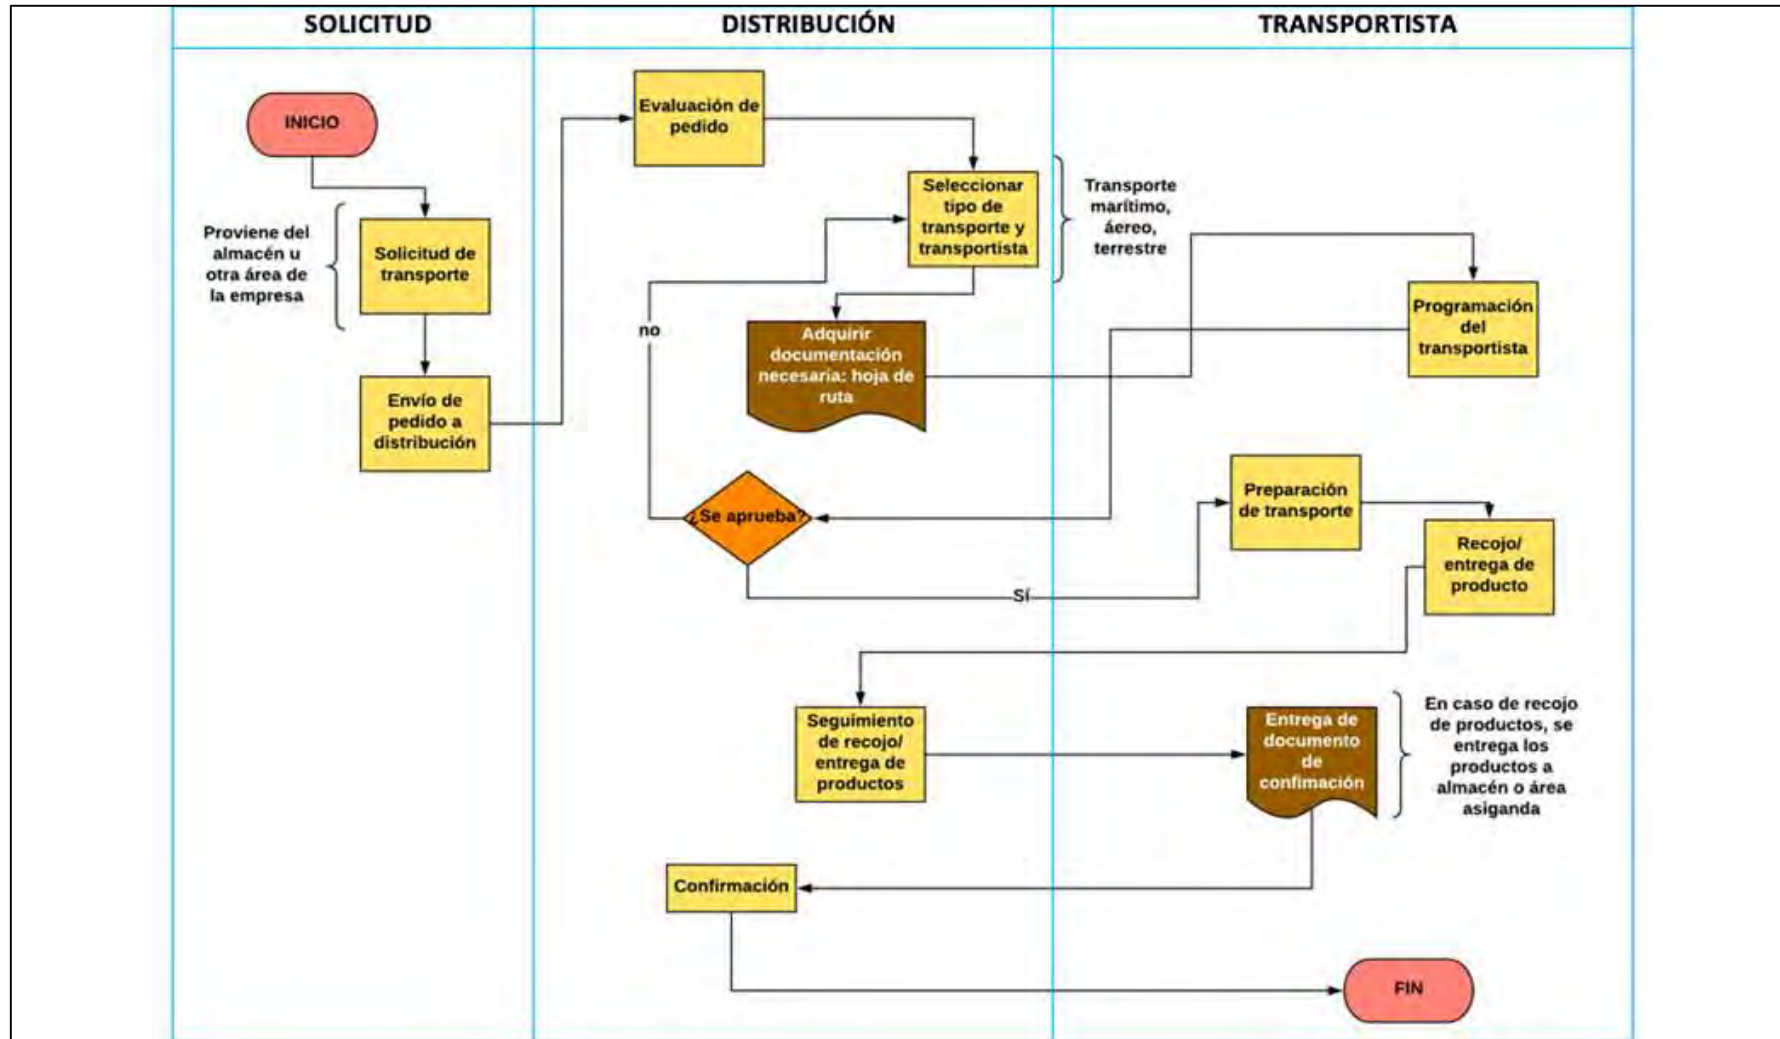 SOLICITUD
DISTRIBUCIÓN
TRANSPORTISTA
INICIO
Proviene del
almacén u
otra área de
la empresa
Solicitud de
transporte
Envío de
pedido a
distribución
Evaluación de
pedido
Seleccionar
tipo de
transporte y
transportista
Transporte
marítimo,
áereo,
terrestre
Adquirir
documentación
necesaria: hoja de
ruta
Programación
del
transportista
no
¿Se aprueba?
Sí
Preparación
de transporte
Recojo/
entrega de
producto
Seguimiento
de recojo/
entrega de
productos
Entrega de
documento
de
confimación
En caso de recojo
de productos, se
entrega los
productos a
almacén o área
asiganda
Confirmación
FIN